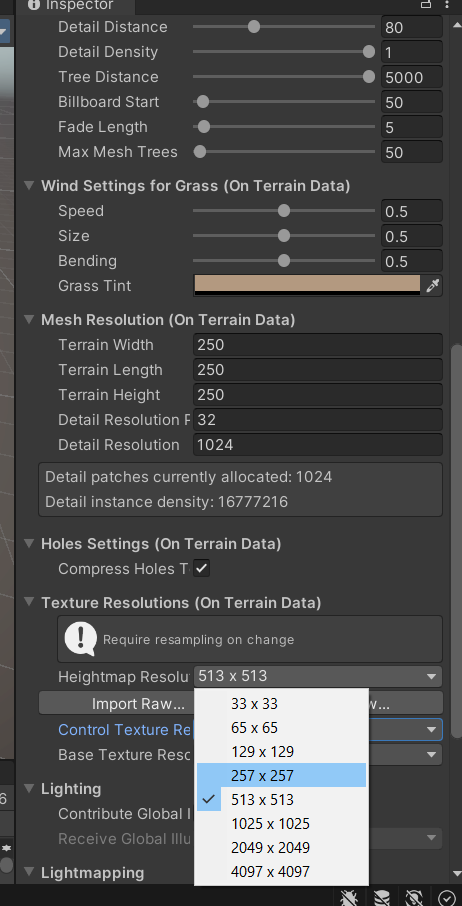 Inspector
Detail Distance 80
Detail Density 1
Tree Distance 5000
Billboard Start 50
Fade Length 5
Max Mesh Trees 50
Wind Settings for Grass (On Terrain Data)
Speed 0.5
Size 0.5
Bending 0.5
Grass Tint
Mesh Resolution (On Terrain Data)
Terrain Width 250
Terrain Length 250
Terrain Height 250
Detail Resolution P 32
Detail Resolution 1024
Detail patches currently allocated: 1024
Detail instance density: 16777216
Holes Settings (On Terrain Data)
Compress Holes T
Texture Resolutions (On Terrain Data)
Require resampling on change
Heightmap Resolu 513 x 513
Import Raw... w...
33 x 33
Control Texture Re
65 x 65
Base Texture Reso
129 x 129
257 x 257
Lighting
513 x 513
6
Contribute Global I
1025 x 1025
Receive Global Illu
2049 x 2049
Lightmapping
4097 x 4097